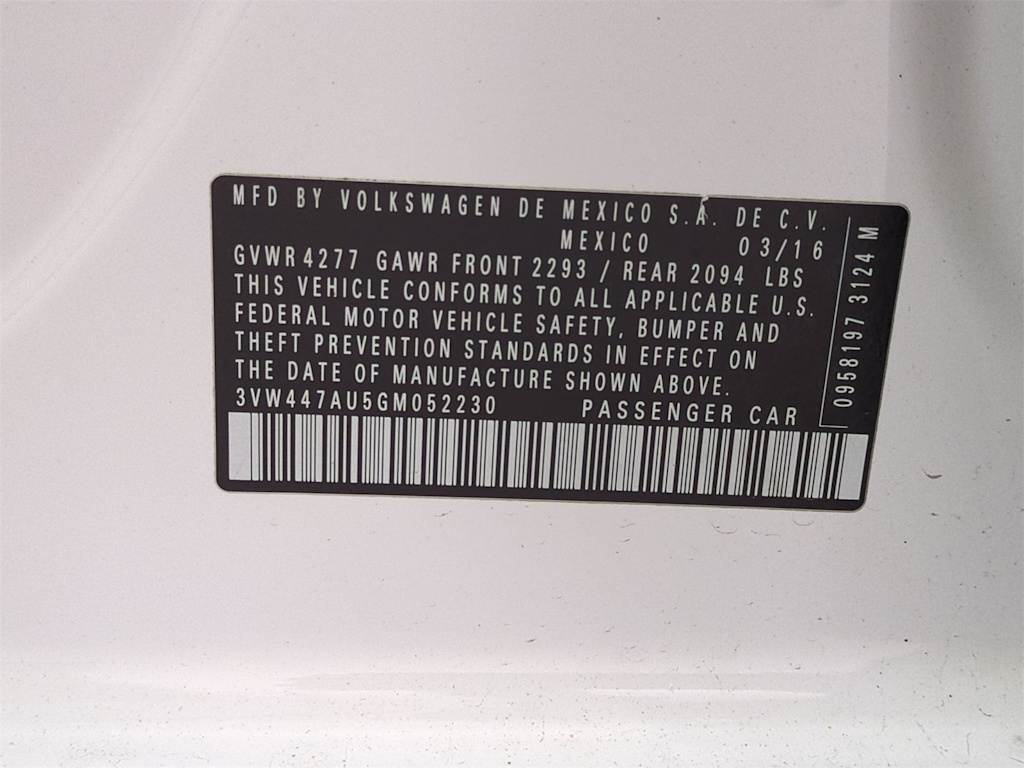 MFD BY VOLKSWAGEN DE MEXICO S.A. DE C.V.
MEXICO 03/16
GVWR 4277 GAWR FRONT 2293 / REAR 2094 LBS
THIS VEHICLE CONFORMS TO ALL APPLICABLE U.S.
FEDERAL MOTOR VEHICLE SAFETY, BUMPER AND
THEFT PREVENTION STANDARDS IN EFFECT ON
THE DATE OF MANUFACTURE SHOWN ABOVE.
3VW447AU5GM052230 PASSENGER CAR
0958197 3124 M